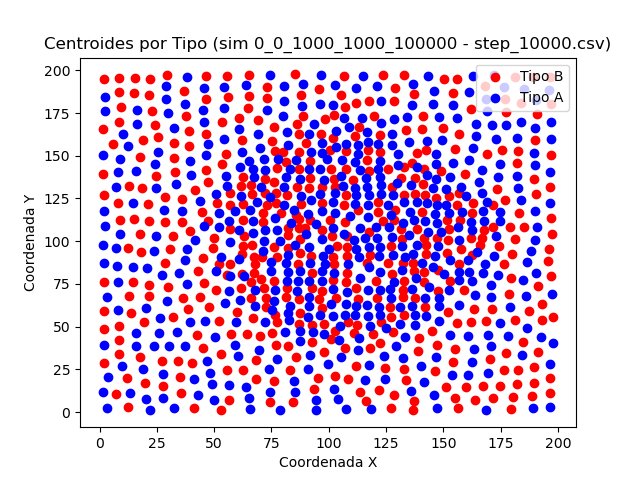 Centroides por Tipo (sim 0_0_1000_1000_100000 - step_10000.csv)
Tipo B
Tipo A
Coordenada Y
200
175
150
125
100
75
50
25
0
0 25 50 75 100 125 150 175 200
Coordenada X